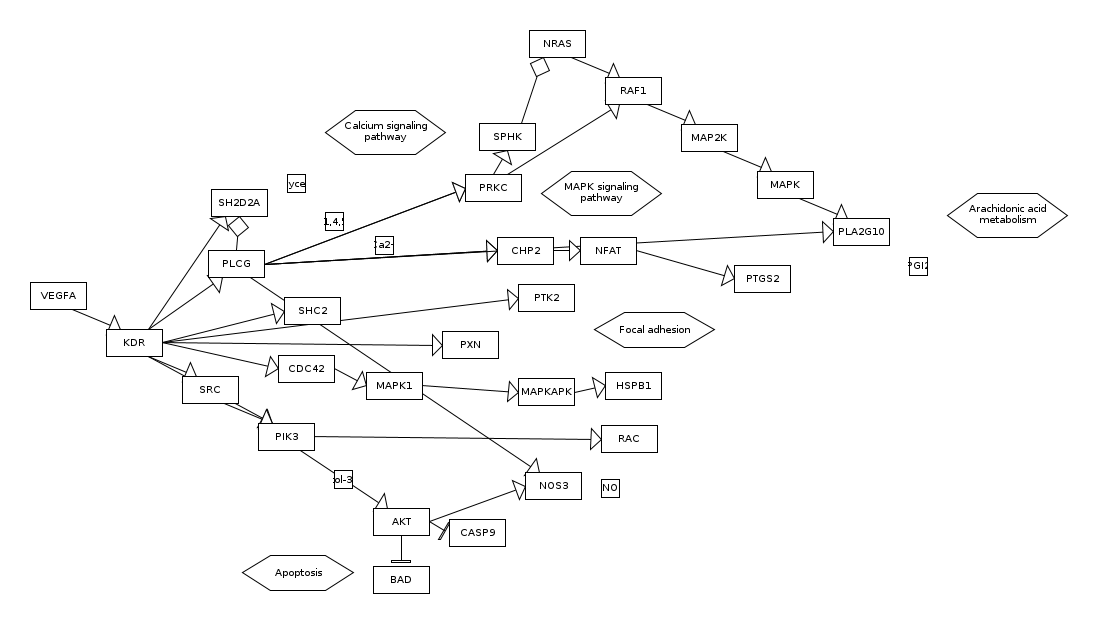 NRAS
RAF1
Calcium signaling
pathway
SPHK
MAP2K
MAPK signaling
pathway
PRKC
MAPK
SH2D2A
Arachidonic acid
metabolism
PLA2G10
PLCG
CHP2
NFAT
PTGS2
VEGFA
SHC2
PTK2
Focal adhesion
KDR
PXN
CDC42
SRC
MAPK1
MAPKAPK
HSPB1
PIK3
RAC
NOS3
NO
AKT
CASP9
Apoptosis
BAD